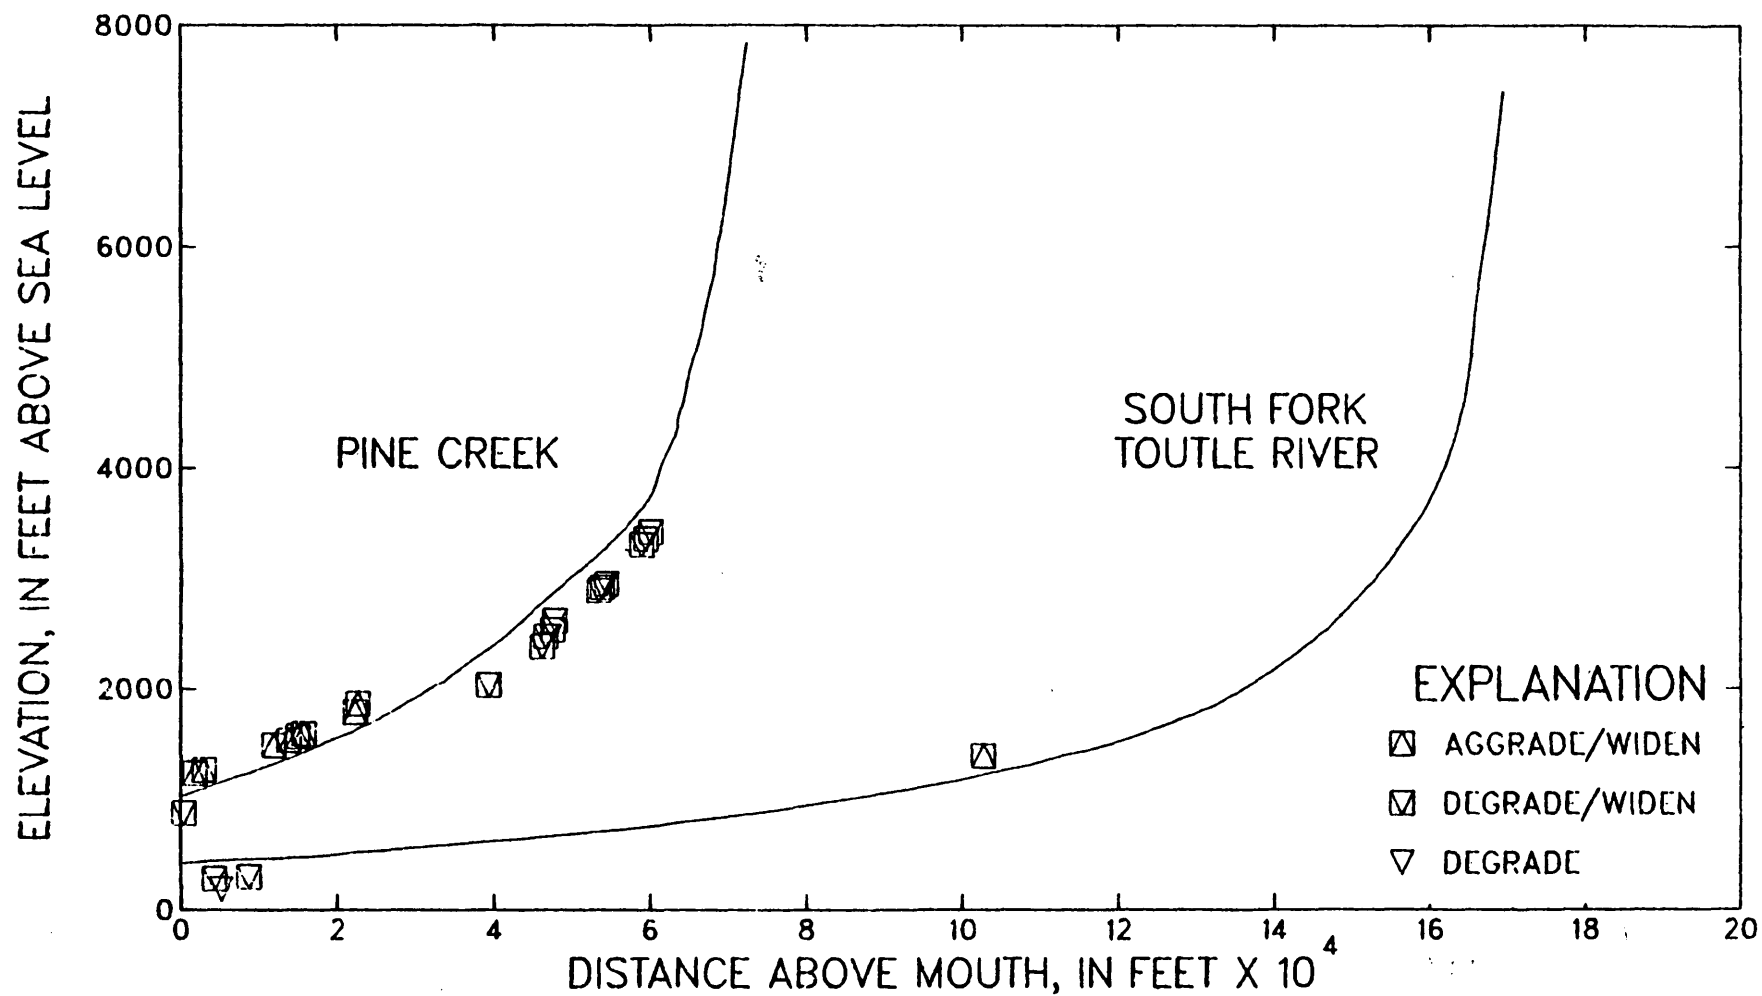 8000
6000
4000
2000
0
ELEVATION, IN FEET ABOVE SEA LEVEL
PINE CREEK
SOUTH FORK
TOUTLE RIVER
EXPLANATION
AGGRADE/WIDEN
DEGRADE/WIDEN
DEGRADE
0 2 4 6 8 10 12 14 16 18 20
DISTANCE ABOVE MOUTH, IN FEET X 10⁴